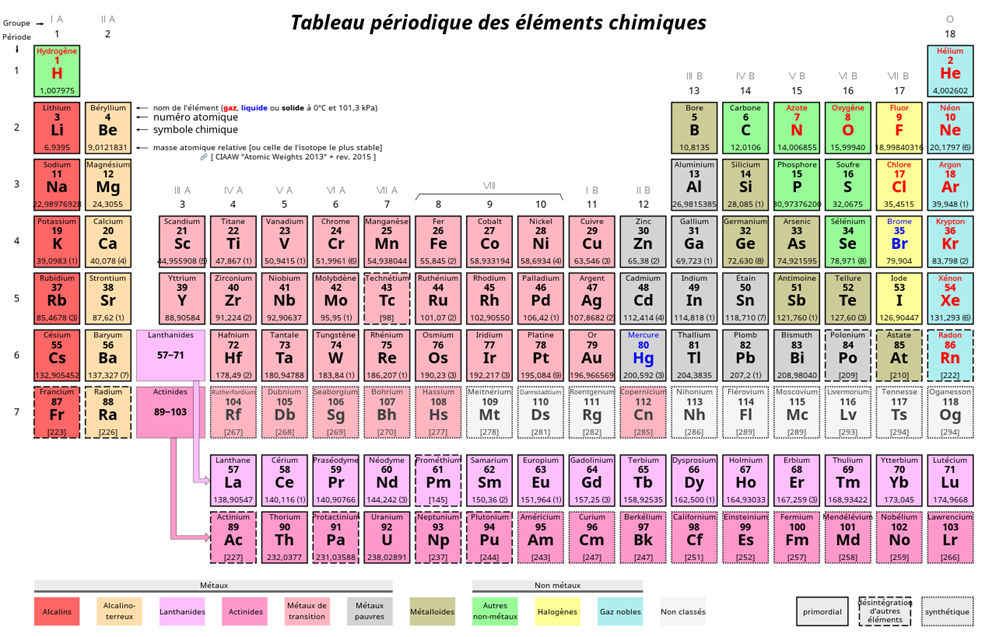 Tableau périodique des éléments chimiques
Groupe I A II A O
Période 1 2 18
Hydrogène Hélium
1 2
1 H He
1,007975 4,002602
III B IV B V B VI B VII B
13 14 15 16 17
nom de l'élément (gaz, liquide ou solide à 0°C et 101,3 kPa)
numéro atomique
symbole chimique
masse atomique relative [ou celle de l'isotope le plus stable]
[ CIAAW "Atomic Weights 2013" + rev. 2015 ]
Lithium Béryllium Bore Carbone Azote Oxygène Fluor Néon
3 4 5 6 7 8 9 10
2 Li Be B C N O F Ne
6,9395 9,0121831 10,8135 12,0106 14,006855 15,99940 18,99840316 20,1797 (6)
Sodium Magnésium Aluminium Silicium Phosphore Soufre Chlore Argon
11 12 13 14 15 16 17 18
3 Na Mg Al Si P S Cl Ar
22,98976928 24,3055 26,9815385 28,085 (1) 30,97376200 32,0675 35,4515 39,948 (1)
III A IV A V A VI A VII A VIII I B II B
3 4 5 6 7 8 9 10 11 12
Potassium Calcium Scandium Titane Vanadium Chrome Manganèse Fer Cobalt Nickel Cuivre Zinc Gallium Germanium Arsenic Sélénium Brome Krypton
19 20 21 22 23 24 25 26 27 28 29 30 31 32 33 34 35 36
4 K Ca Sc Ti V Cr Mn Fe Co Ni Cu Zn Ga Ge As Se Br Kr
39,0983 (1) 40,078 (4) 44,955908 (5) 47,867 (1) 50,9415 (1) 51,9961 (6) 54,938044 55,845 (2) 58,933194 58,6934 (4) 63,546 (3) 65,38 (2) 69,723 (1) 72,630 (8) 74,921595 78,971 (8) 79,904 83,798 (2)
Rubidium Strontium Yttrium Zirconium Niobium Molybdène Technétium Ruthénium Rhodium Palladium Argent Cadmium Indium Étain Antimoine Tellure Iode Xénon
37 38 39 40 41 42 43 44 45 46 47 48 49 50 51 52 53 54
5 Rb Sr Y Zr Nb Mo Tc Ru Rh Pd Ag Cd In Sn Sb Te I Xe
85,4678 (3) 87,62 (1) 88,90584 91,224 (2) 92,90637 95,95 (1) [98] 101,07 (2) 102,90550 106,42 (1) 107,8682 (2) 112,414 (4) 114,818 (1) 118,710 (7) 121,760 (1) 127,60 (3) 126,90447 131,293 (6)
Césium Baryum Lanthanides Hafnium Tantale Tungstène Rhénium Osmium Iridium Platine Or Mercure Thallium Plomb Bismuth Polonium Astate Radon
55 56 57–71 72 73 74 75 76 77 78 79 80 81 82 83 84 85 86
6 Cs Ba Hf Ta W Re Os Ir Pt Au Hg Tl Pb Bi Po At Rn
132,905452 137,327 (7) 178,49 (2) 180,94788 183,84 (1) 186,207 (1) 190,23 (3) 192,217 (3) 195,084 (9) 196,966569 200,592 (3) 204,3835 207,2 (1) 208,98040 [209] [210] [222]
Francium Radium Actinides Rutherfordium Dubnium Seaborgium Bohrium Hassium Meitnérium Darmstadtium Roentgenium Copernicium Nihonium Flérovium Moscovium Livermorium Tennesse Oganesson
87 88 89–103 104 105 106 107 108 109 110 111 112 113 114 115 116 117 118
7 Fr Ra Rf Db Sg Bh Hs Mt Ds Rg Cn Nh Fl Mc Lv Ts Og
[223] [226] [267] [268] [269] [270] [277] [278] [281] [282] [285] [286] [289] [289] [293] [294] [294]
Lanthane Cérium Praséodyme Néodyme Prométhium Samarium Europium Gadolinium Terbium Dysprosium Holmium Erbium Thulium Ytterbium Lutécium
57 58 59 60 61 62 63 64 65 66 67 68 69 70 71
La Ce Pr Nd Pm Sm Eu Gd Tb Dy Ho Er Tm Yb Lu
138,90547 140,116 (1) 140,90766 144,242 (3) [145] 150,36 (2) 151,964 (1) 157,25 (3) 158,92535 162,500 (1) 164,93033 167,259 (3) 168,93422 173,045 174,9668
Actinium Thorium Protactinium Uranium Neptunium Plutonium Américium Curium Berkélium Californium Einsteinium Fermium Mendélévium Nobélium Lawrencium
89 90 91 92 93 94 95 96 97 98 99 100 101 102 103
Ac Th Pa U Np Pu Am Cm Bk Cf Es Fm Md No Lr
[227] 232,0377 231,03588 238,02891 [237] [244] [243] [247] [247] [251] [252] [257] [258] [259] [266]
Métaux Non métaux
Alcalins
Alcalino-
terreux
Lanthanides
Actinides
Métaux de
transition
Métaux
pauvres
Métalloïdes
Autres
non-métaux
Halogènes
Gaz nobles
Non classés
primordial
désintégration
d'autres
éléments
synthétique